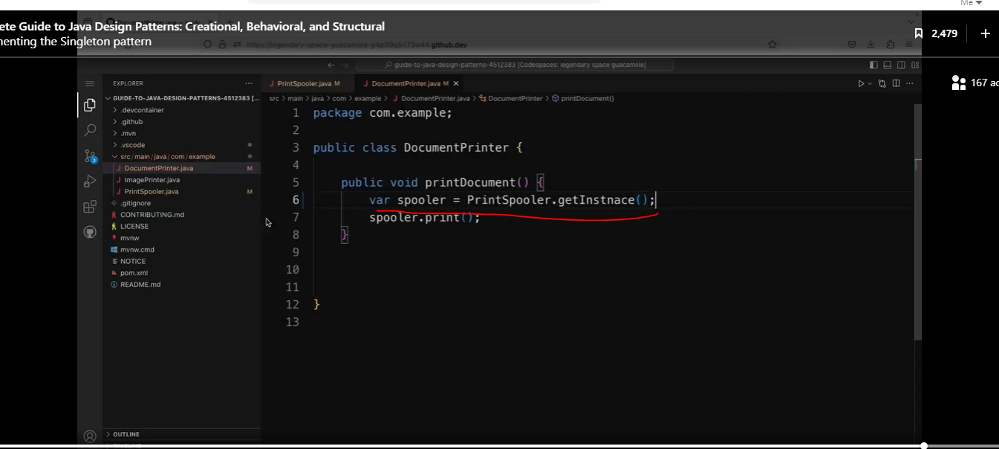 Me
ete Guide to Java Design Patterns: Creational, Behavioral, and Structural
nenting the Singleton pattern
2,479
167 ac
https://legendary-space-guacamole-g4p99q5rj73w44.github.dev
guide-to-java-design-patterns-4512383 [Codespaces: legendary space guacamole]
EXPLORER
GUIDE-TO-JAVA-DESIGN-PATTERNS-4512383 [...
.devcontainer
.github
.mvn
.vscode
src/main/java/com/example
DocumentPrinter.java M
ImagePrinter.java
PrintSpooler.java M
.gitignore
CONTRIBUTING.md
LICENSE
mvnw
mvnw.cmd
NOTICE
pom.xml
README.md
OUTLINE
3
PrintSpooler.java M
DocumentPrinter.java M
src > main > java > com > example > DocumentPrinter.java > DocumentPrinter > printDocument()
1 package com.example;
2
3 public class DocumentPrinter {
4
5 public void printDocument() {
6 var spooler = PrintSpooler.getInstnace();
7 spooler.print();
8 }
9
10
11
12 }
13